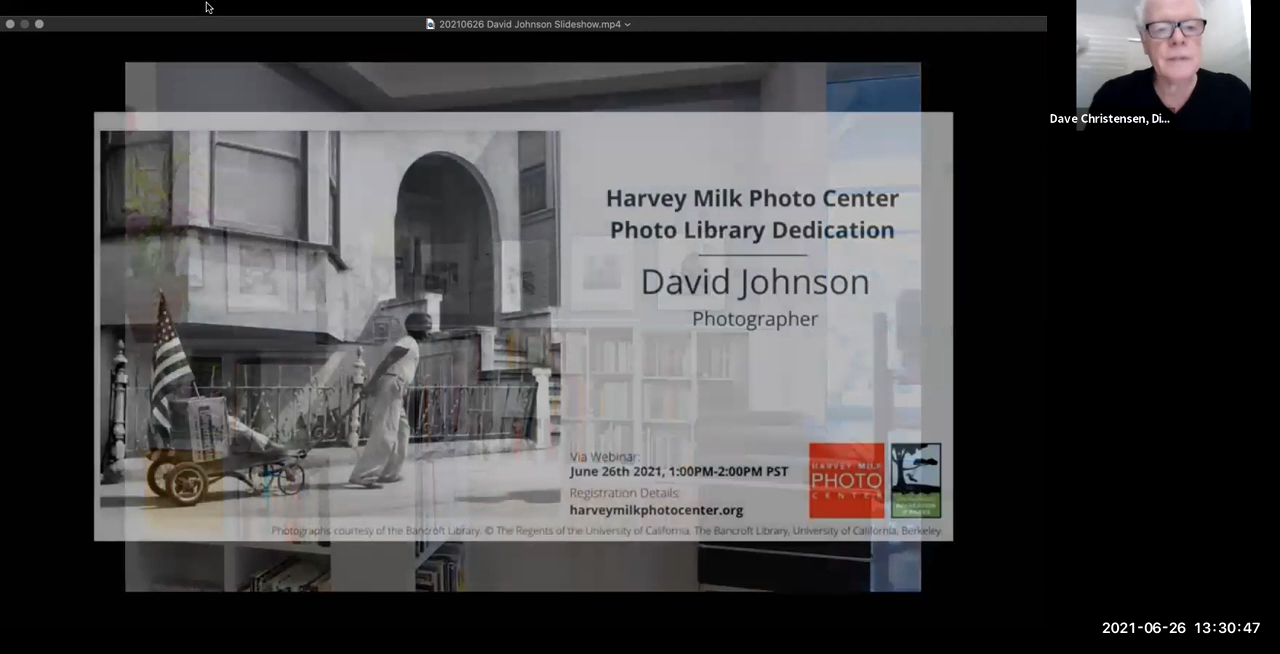 20210626 David Johnson Slideshow.mp4
Dave Christensen, Di...
Harvey Milk Photo Center
Photo Library Dedication
David Johnson
Photographer
Via Webinar:
June 26th 2021, 1:00PM-2:00PM PST
Registration Details:
harveymilkphotocenter.org
HARVEY MILK
PHOTO
CENTER
Photographs courtesy of the Bancroft Library. © The Regents of the University of California. The Bancroft Library, University of California, Berkeley.
2021-06-26 13:30:47